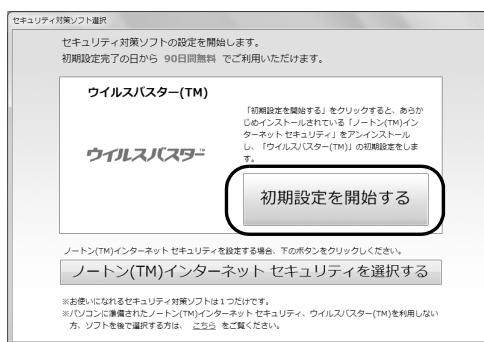 セキュリティ対策ソフト選択
セキュリティ対策ソフトの設定を開始します。
初期設定完了の日から 90日間無料 でご利用いただけます。
ウイルスバスター(TM)
「初期設定を開始する」をクリックすると、あらか
じめインストールされている「ノートン(TM)イン
ターネット セキュリティ」をアンインストール
し、「ウイルスバスター(TM)」の初期設定をしま
す。
ウイルスバスター™
初期設定を開始する
ノートン(TM)インターネット セキュリティを設定する場合、下のボタンをクリックしください。
ノートン(TM)インターネット セキュリティを選択する
※お使いになれるセキュリティ対策ソフトは1つだけです。
※パソコンに準備されたノートン(TM)インターネット セキュリティ、ウイルスバスター(TM)を利用しない
方、ソフトを後で選択する方は、 こちら をご覧ください。